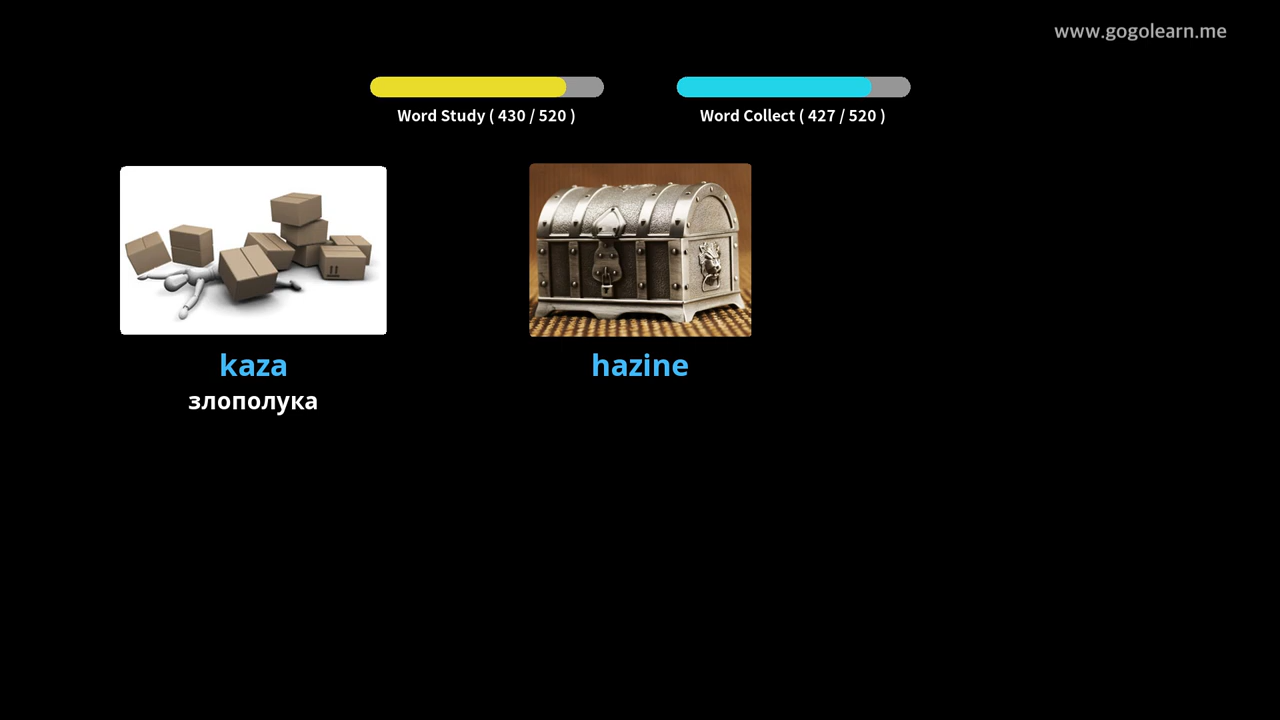 www.gogolearn.me
Word Study ( 430 / 520 )
Word Collect ( 427 / 520 )
kaza
злополука
hazine